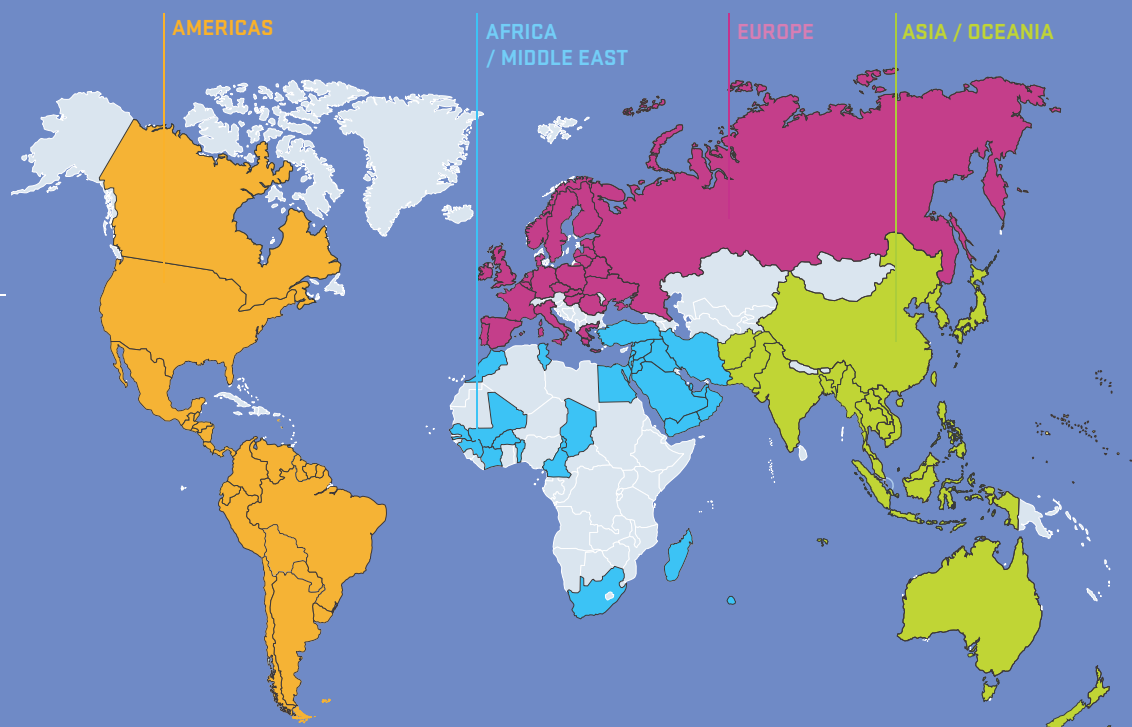 AMERICAS
AFRICA
/ MIDDLE EAST
EUROPE
ASIA / OCEANIA